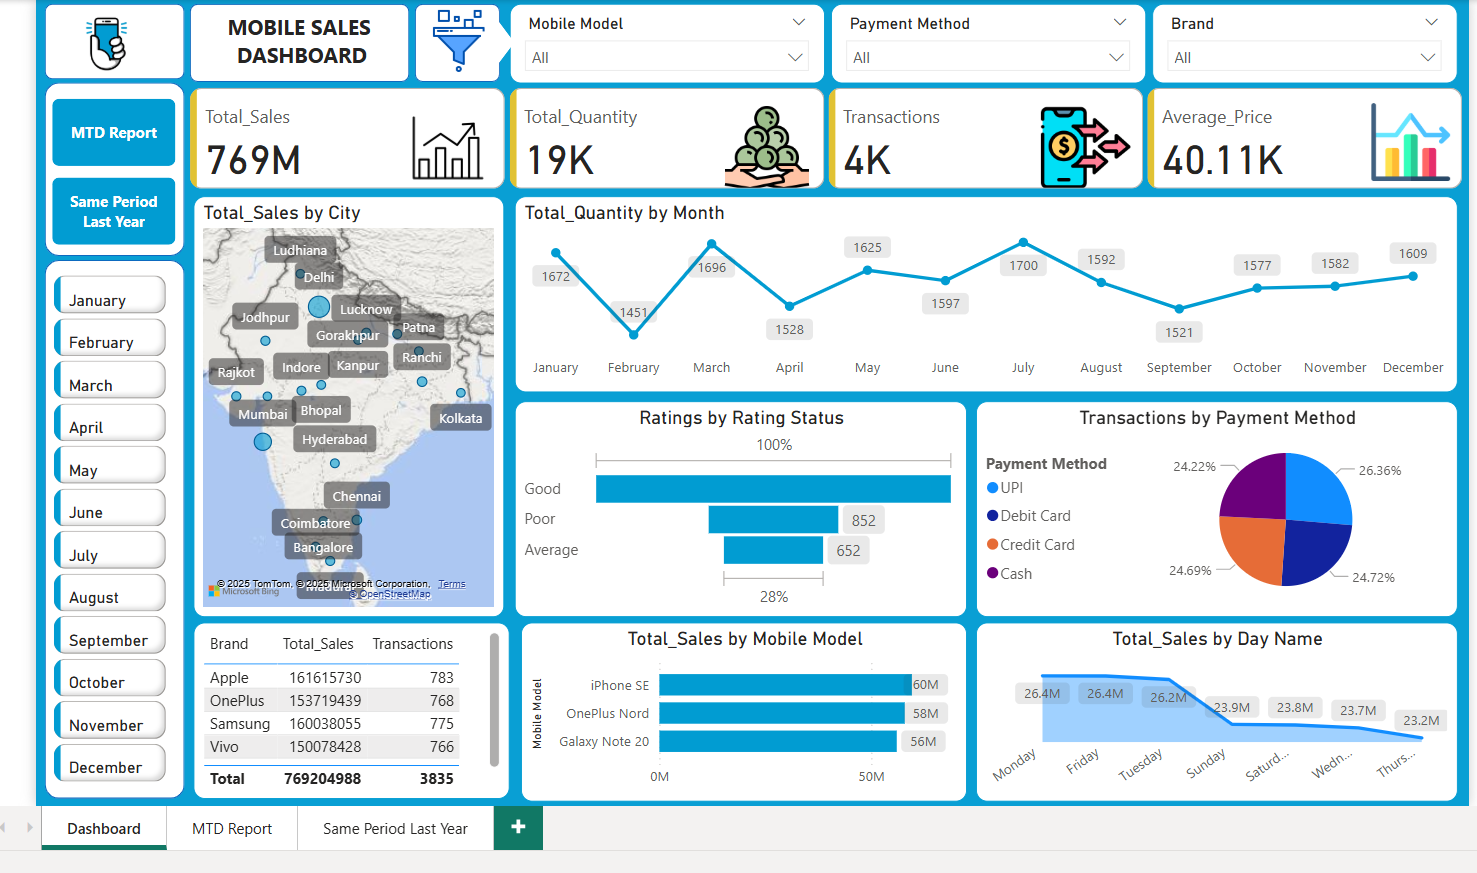 MOBILE SALES
DASHBOARD
Mobile Model
All
Payment Method
All
Brand
All
MTD Report
Same Period
Last Year
Total_Sales
769M
Total_Quantity
19K
Transactions
4K
Average_Price
40.11K
January
February
March
April
May
June
July
August
September
October
November
December
Total_Sales by City
Ludhiana
Delhi
Jodhpur
Lucknow
Gorakhpur
Patna
Rajkot
Indore
Kanpur
Ranchi
Mumbai
Bhopal
Kolkata
Hyderabad
Chennai
Coimbatore
Bangalore
Madurai
© 2025 TomTom, © 2025 Microsoft Corporation, Terms
Microsoft Bing
© OpenStreetMap
Total_Quantity by Month
1672
1451
1696
1528
1625
1597
1700
1592
1521
1577
1582
1609
January February March April May June July August September October November December
Ratings by Rating Status
100%
Good
Poor 852
Average 652
28%
Transactions by Payment Method
Payment Method
UPI
Debit Card
Credit Card
Cash
24.22%
26.36%
24.69%
24.72%
Brand Total_Sales Transactions
Apple 161615730 783
OnePlus 153719439 768
Samsung 160038055 775
Vivo 150078428 766
Total 769204988 3835
Total_Sales by Mobile Model
Mobile Model
iPhone SE 60M
OnePlus Nord 58M
Galaxy Note 20 56M
0M 50M
Total_Sales by Day Name
26.4M
26.4M
26.2M
23.9M
23.8M
23.7M
23.2M
Monday Friday Tuesday Sunday Saturd... Wedn... Thurs...
Dashboard MTD Report Same Period Last Year +